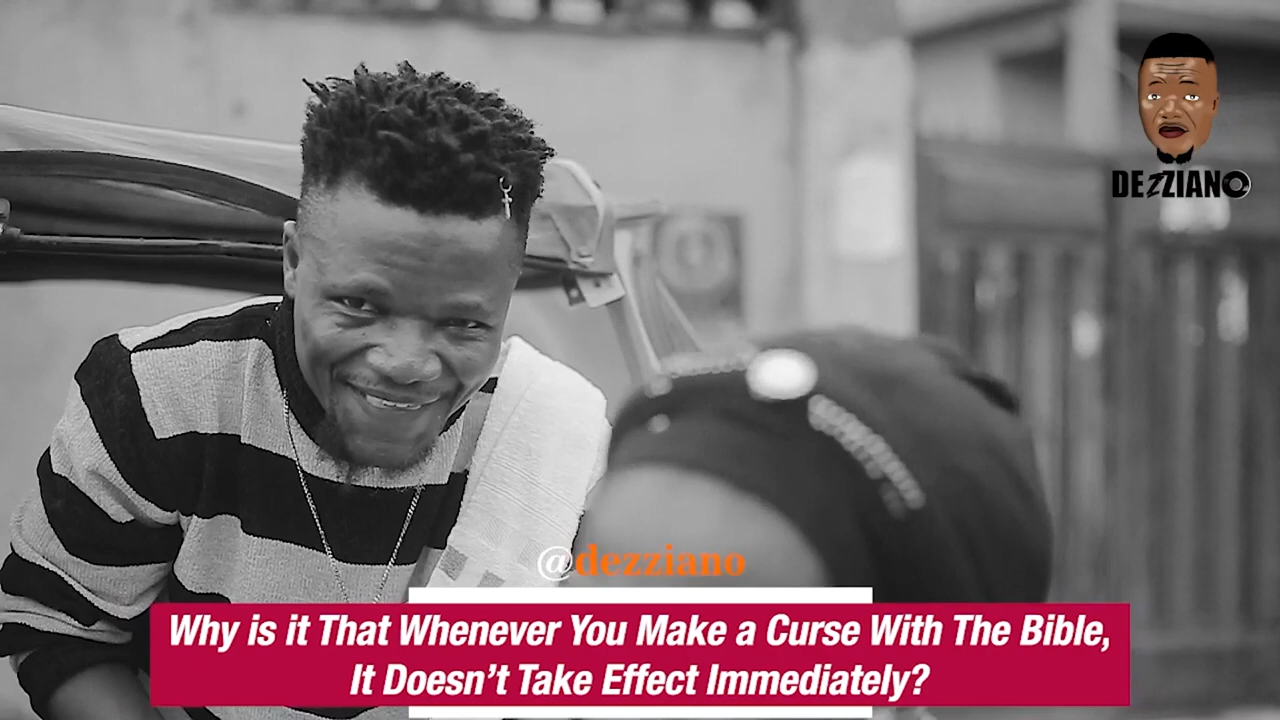 DEZZIANO
@dezziano
Why is it That Whenever You Make a Curse With The Bible,
It Doesn't Take Effect Immediately?